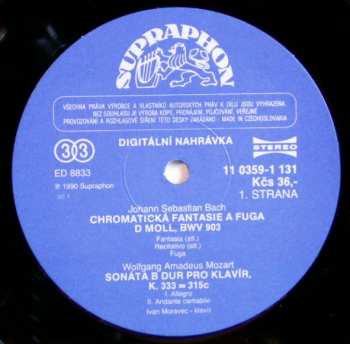 SUPRAPHON
VŠECHNA PRÁVA VÝROBCE A VLASTNÍKŮ AUTORSKÝCH PRÁV K DÍLU JSOU VYHRAZENA
BEZ SOUHLASU JE VÝROBA KOPIÍ, PRONÁJEM, PŮJČOVÁNÍ, VEŘEJNÉ
PROVOZOVÁNÍ A ROZHLASOVÉ ŠÍŘENÍ TÉTO DESKY ZAKÁZÁNO - MADE IN CZECHOSLOVAKIA
33
DIGITÁLNÍ NAHRÁVKA
STEREO
ED 8833
11 0359-1 131
Kčs 36,-
℗ 1990 Supraphon
1. STRANA
Johann Sebastian Bach
CHROMATICKÁ FANTASIE A FUGA
D MOLL, BWV 903
Fantasia (att.)
Recitativo (att.)
Fuga
Wolfgang Amadeus Mozart
SONÁTA B DUR PRO KLAVÍR,
K. 333 = 315c
I. Allegro
II. Andante cantabile
Ivan Moravec - klavír